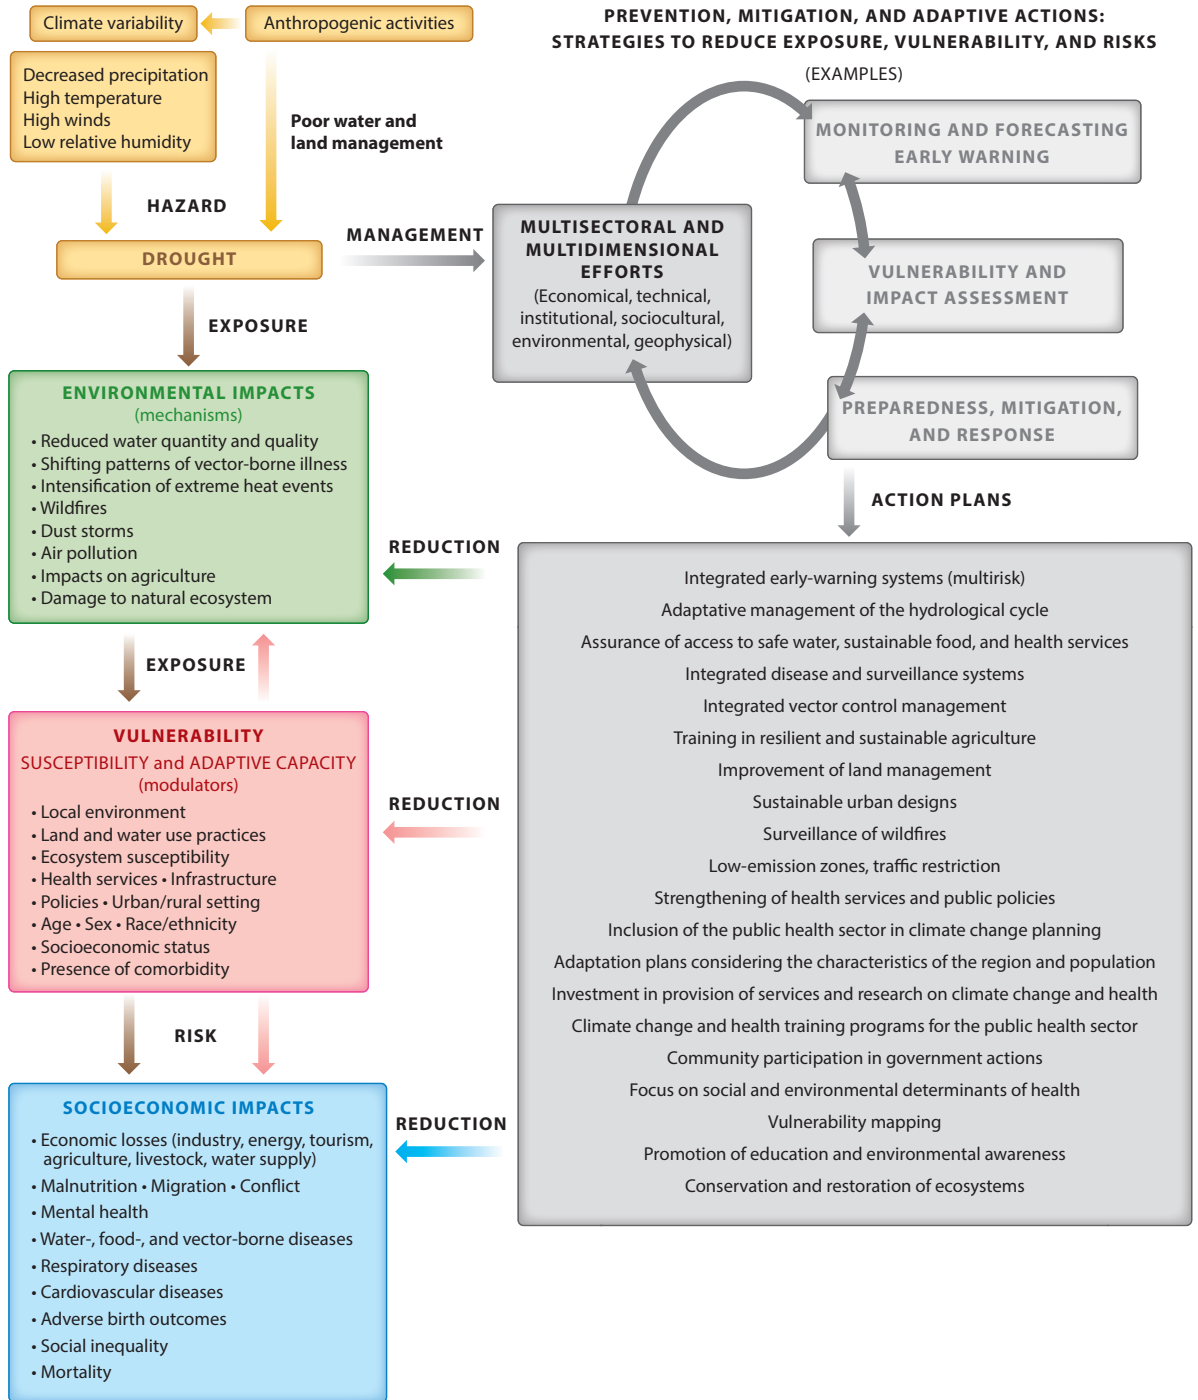 Climate variability
Anthropogenic activities
Decreased precipitation
High temperature
High winds
Low relative humidity
Poor water and
land management
HAZARD
DROUGHT
MANAGEMENT
EXPOSURE
ENVIRONMENTAL IMPACTS
(mechanisms)
• Reduced water quantity and quality
• Shifting patterns of vector-borne illness
• Intensification of extreme heat events
• Wildfires
• Dust storms
• Air pollution
• Impacts on agriculture
• Damage to natural ecosystem
EXPOSURE
VULNERABILITY
SUSCEPTIBILITY and ADAPTIVE CAPACITY
(modulators)
• Local environment
• Land and water use practices
• Ecosystem susceptibility
• Health services • Infrastructure
• Policies • Urban/rural setting
• Age • Sex • Race/ethnicity
• Socioeconomic status
• Presence of comorbidity
RISK
SOCIOECONOMIC IMPACTS
• Economic losses (industry, energy, tourism,
agriculture, livestock, water supply)
• Malnutrition • Migration • Conflict
• Mental health
• Water-, food-, and vector-borne diseases
• Respiratory diseases
• Cardiovascular diseases
• Adverse birth outcomes
• Social inequality
• Mortality
PREVENTION, MITIGATION, AND ADAPTIVE ACTIONS:
STRATEGIES TO REDUCE EXPOSURE, VULNERABILITY, AND RISKS
(EXAMPLES)
MULTISECTORAL AND
MULTIDIMENSIONAL
EFFORTS
(Economical, technical,
institutional, sociocultural,
environmental, geophysical)
MONITORING AND FORECASTING
EARLY WARNING
VULNERABILITY AND
IMPACT ASSESSMENT
PREPAREDNESS, MITIGATION,
AND RESPONSE
ACTION PLANS
REDUCTION
REDUCTION
REDUCTION
Integrated early-warning systems (multirisk)
Adaptative management of the hydrological cycle
Assurance of access to safe water, sustainable food, and health services
Integrated disease and surveillance systems
Integrated vector control management
Training in resilient and sustainable agriculture
Improvement of land management
Sustainable urban designs
Surveillance of wildfires
Low-emission zones, traffic restriction
Strengthening of health services and public policies
Inclusion of the public health sector in climate change planning
Adaptation plans considering the characteristics of the region and population
Investment in provision of services and research on climate change and health
Climate change and health training programs for the public health sector
Community participation in government actions
Focus on social and environmental determinants of health
Vulnerability mapping
Promotion of education and environmental awareness
Conservation and restoration of ecosystems